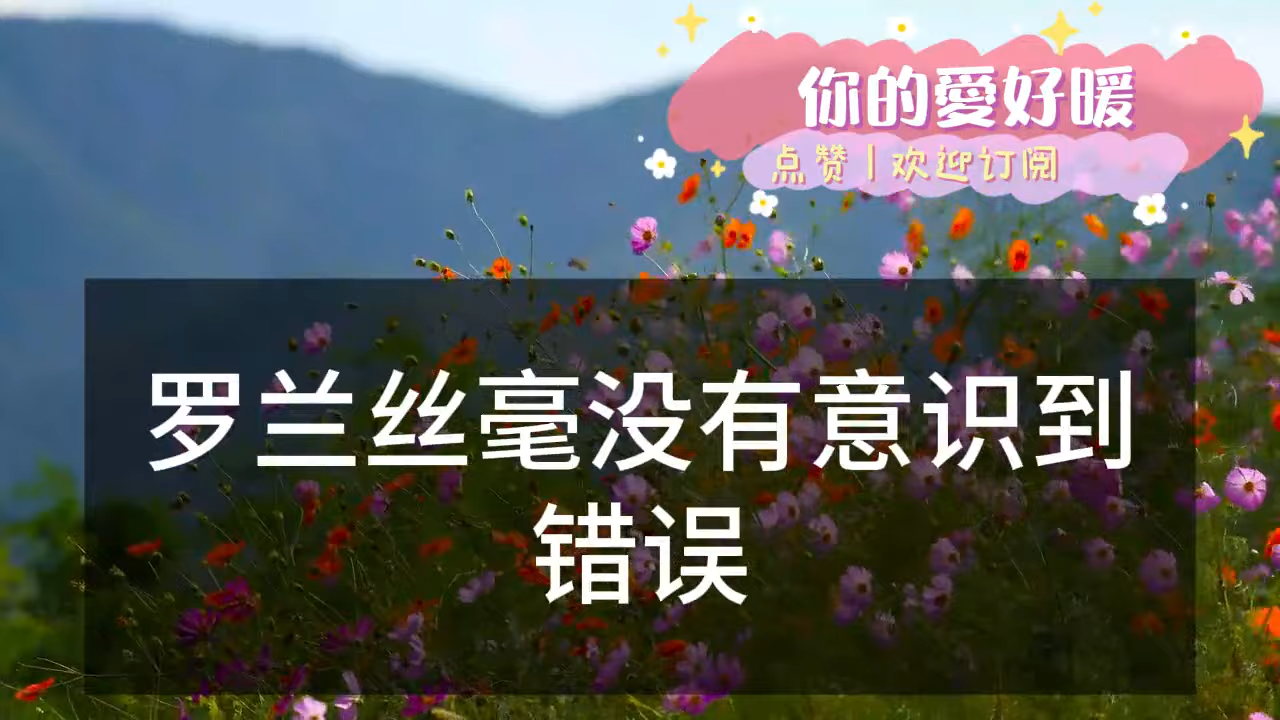 你的愛好暖
点赞丨欢迎订阅
罗兰丝毫没有意识到
错误